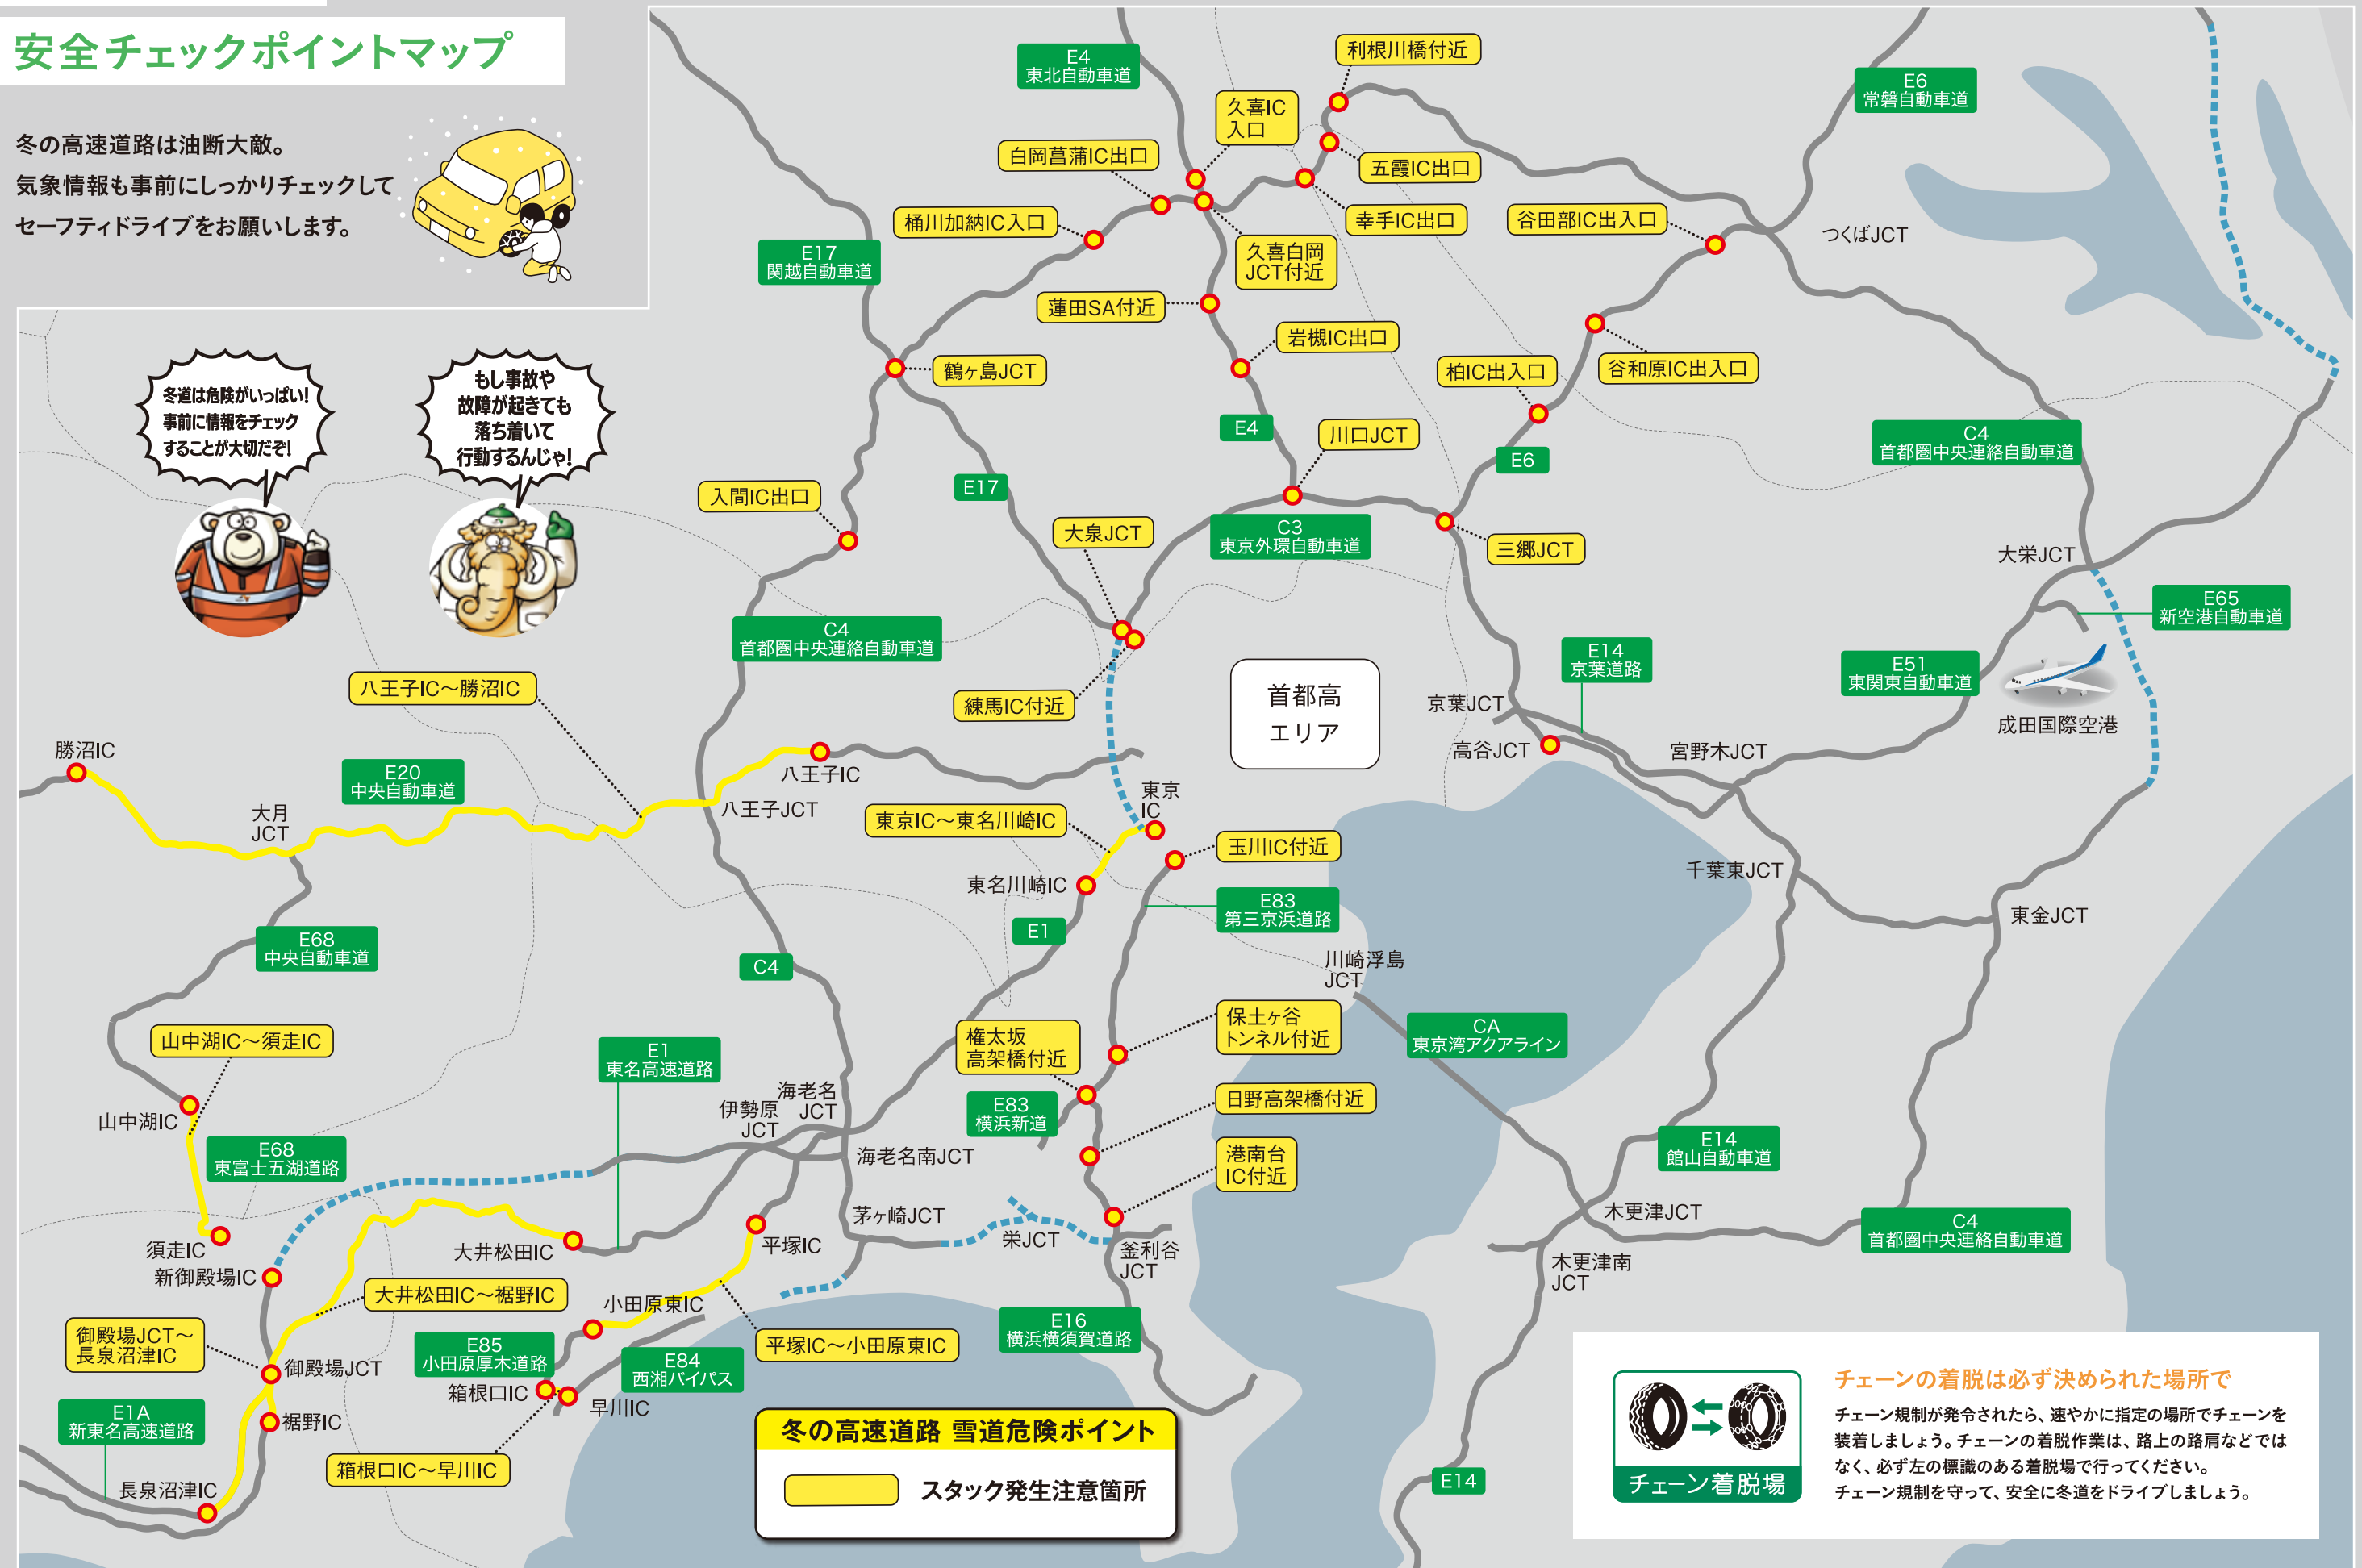 安全チェックポイントマップ
冬の高速道路は油断大敵。
気象情報も事前にしっかりチェックして
セーフティドライブをお願いします。
冬道は危険がいっぱい!
事前に情報をチェック
することが大切だぞ!
もし事故や
故障が起きても
落ち着いて
行動するんじゃ!
E4
東北自動車道
利根川橋付近
E6
常磐自動車道
久喜IC
入口
白岡菖蒲IC出口
五霞IC出口
桶川加納IC入口
幸手IC出口
谷田部IC出入口
つくばJCT
E17
関越自動車道
久喜白岡
JCT付近
蓮田SA付近
岩槻IC出口
鶴ヶ島JCT
柏IC出入口
谷和原IC出入口
E4
川口JCT
E6
C4
首都圏中央連絡自動車道
入間IC出口
E17
大泉JCT
C3
東京外環自動車道
三郷JCT
大栄JCT
E65
新空港自動車道
C4
首都圏中央連絡自動車道
E14
京葉道路
E51
東関東自動車道
成田国際空港
八王子IC～勝沼IC
練馬IC付近
首都高
エリア
京葉JCT
高谷JCT
宮野木JCT
勝沼IC
E20
中央自動車道
八王子IC
大月
JCT
八王子JCT
東京
IC
東京IC～東名川崎IC
玉川IC付近
東名川崎IC
千葉東JCT
E83
第三京浜道路
東金JCT
E1
E68
中央自動車道
C4
川崎浮島
JCT
山中湖IC～須走IC
権太坂
高架橋付近
保土ヶ谷
トンネル付近
CA
東京湾アクアライン
E1
東名高速道路
海老名
JCT
伊勢原
JCT
E83
横浜新道
日野高架橋付近
山中湖IC
E68
東富士五湖道路
海老名南JCT
港南台
IC付近
E14
館山自動車道
須走IC
新御殿場IC
大井松田IC
平塚IC
茅ヶ崎JCT
栄JCT
釜利谷
JCT
木更津JCT
C4
首都圏中央連絡自動車道
木更津南
JCT
大井松田IC～裾野IC
小田原東IC
御殿場JCT～
長泉沼津IC
御殿場JCT
E85
小田原厚木道路
E84
西湘バイパス
平塚IC～小田原東IC
E16
横浜横須賀道路
箱根口IC
早川IC
E1A
新東名高速道路
裾野IC
箱根口IC～早川IC
長泉沼津IC
E14
冬の高速道路 雪道危険ポイント
スタック発生注意箇所
チェーン着脱場
チェーンの着脱は必ず決められた場所で
チェーン規制が発令されたら、速やかに指定の場所でチェーンを
装着しましょう。チェーンの着脱作業は、路上の路肩などでは
なく、必ず左の標識のある着脱場で行ってください。
チェーン規制を守って、安全に冬道をドライブしましょう。